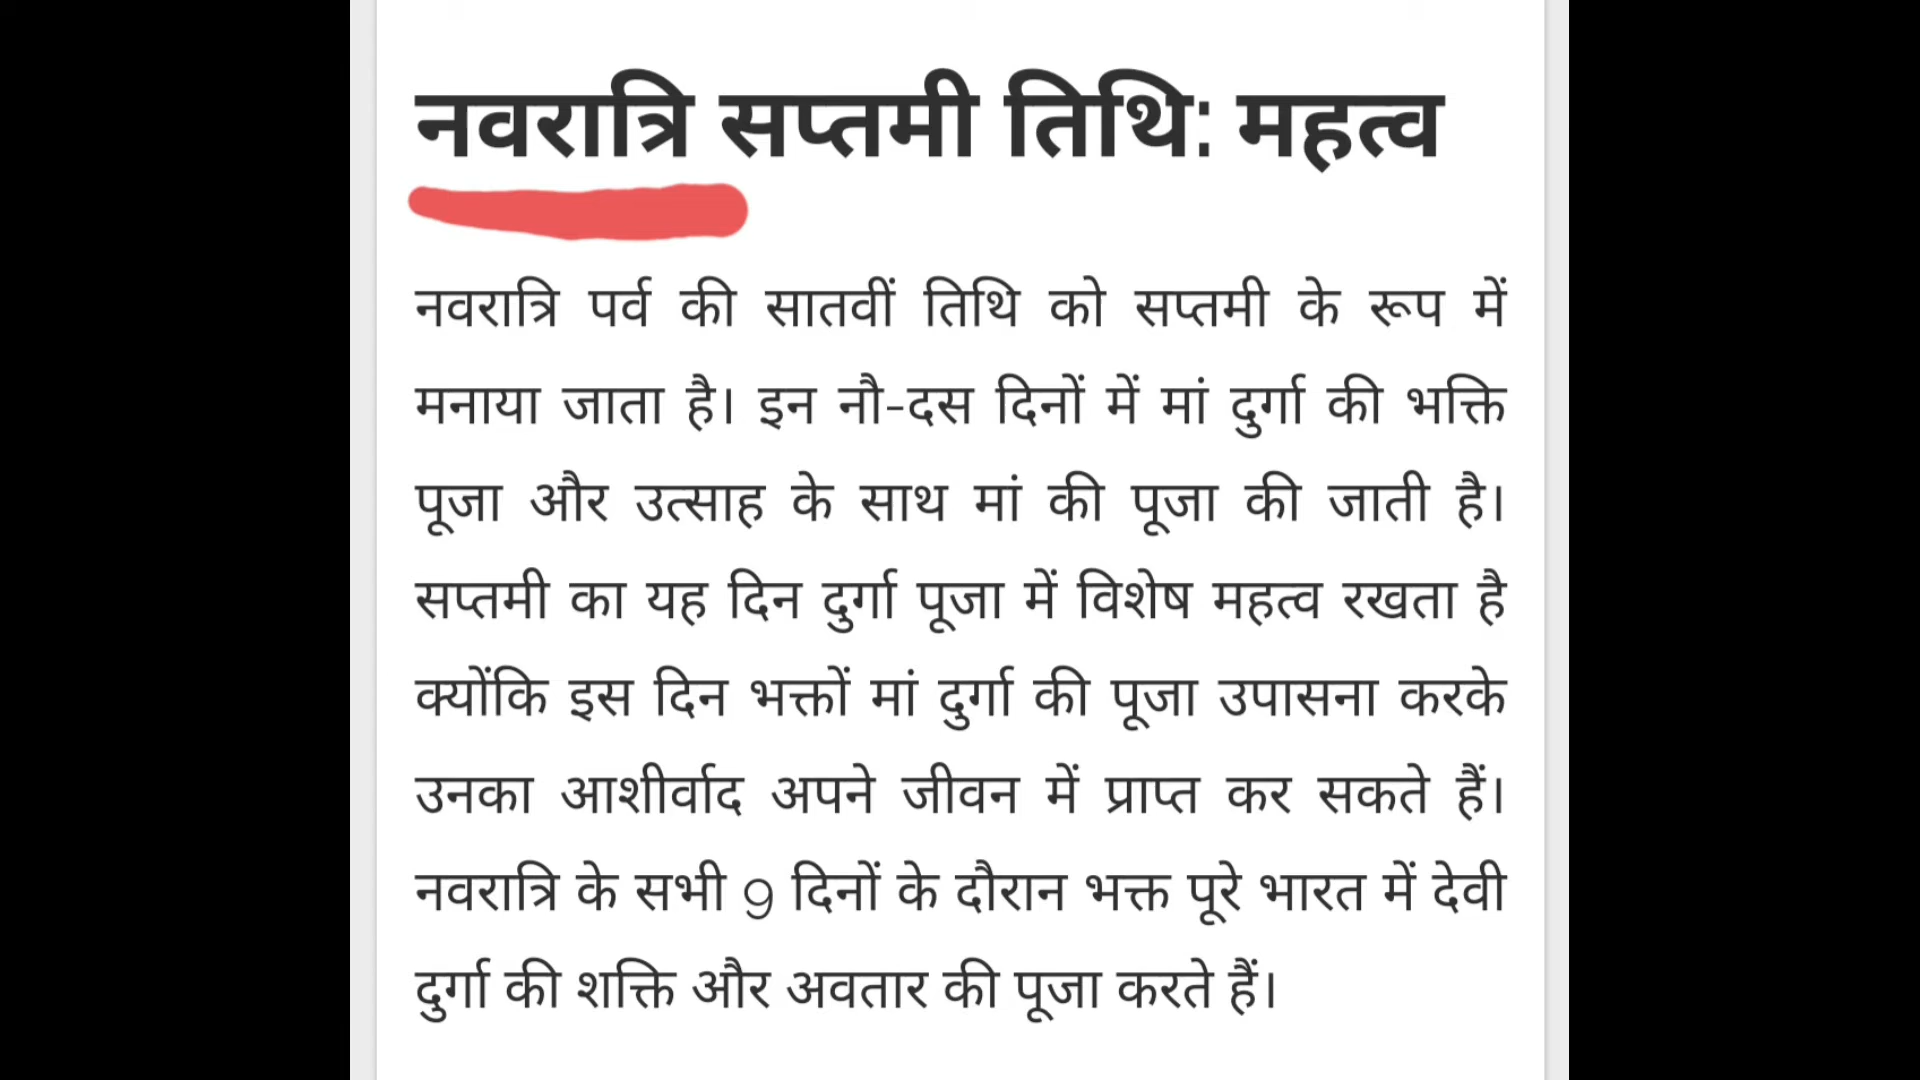 नवरात्रि सप्तमी तिथि: महत्व
नवरात्रि पर्व की सातवीं तिथि को सप्तमी के रूप में
मनाया जाता है। इन नौ-दस दिनों में मां दुर्गा की भक्ति
पूजा और उत्साह के साथ मां की पूजा की जाती है।
सप्तमी का यह दिन दुर्गा पूजा में विशेष महत्व रखता है
क्योंकि इस दिन भक्तों मां दुर्गा की पूजा उपासना करके
उनका आशीर्वाद अपने जीवन में प्राप्त कर सकते हैं।
नवरात्रि के सभी 9 दिनों के दौरान भक्त पूरे भारत में देवी
दुर्गा की शक्ति और अवतार की पूजा करते हैं।